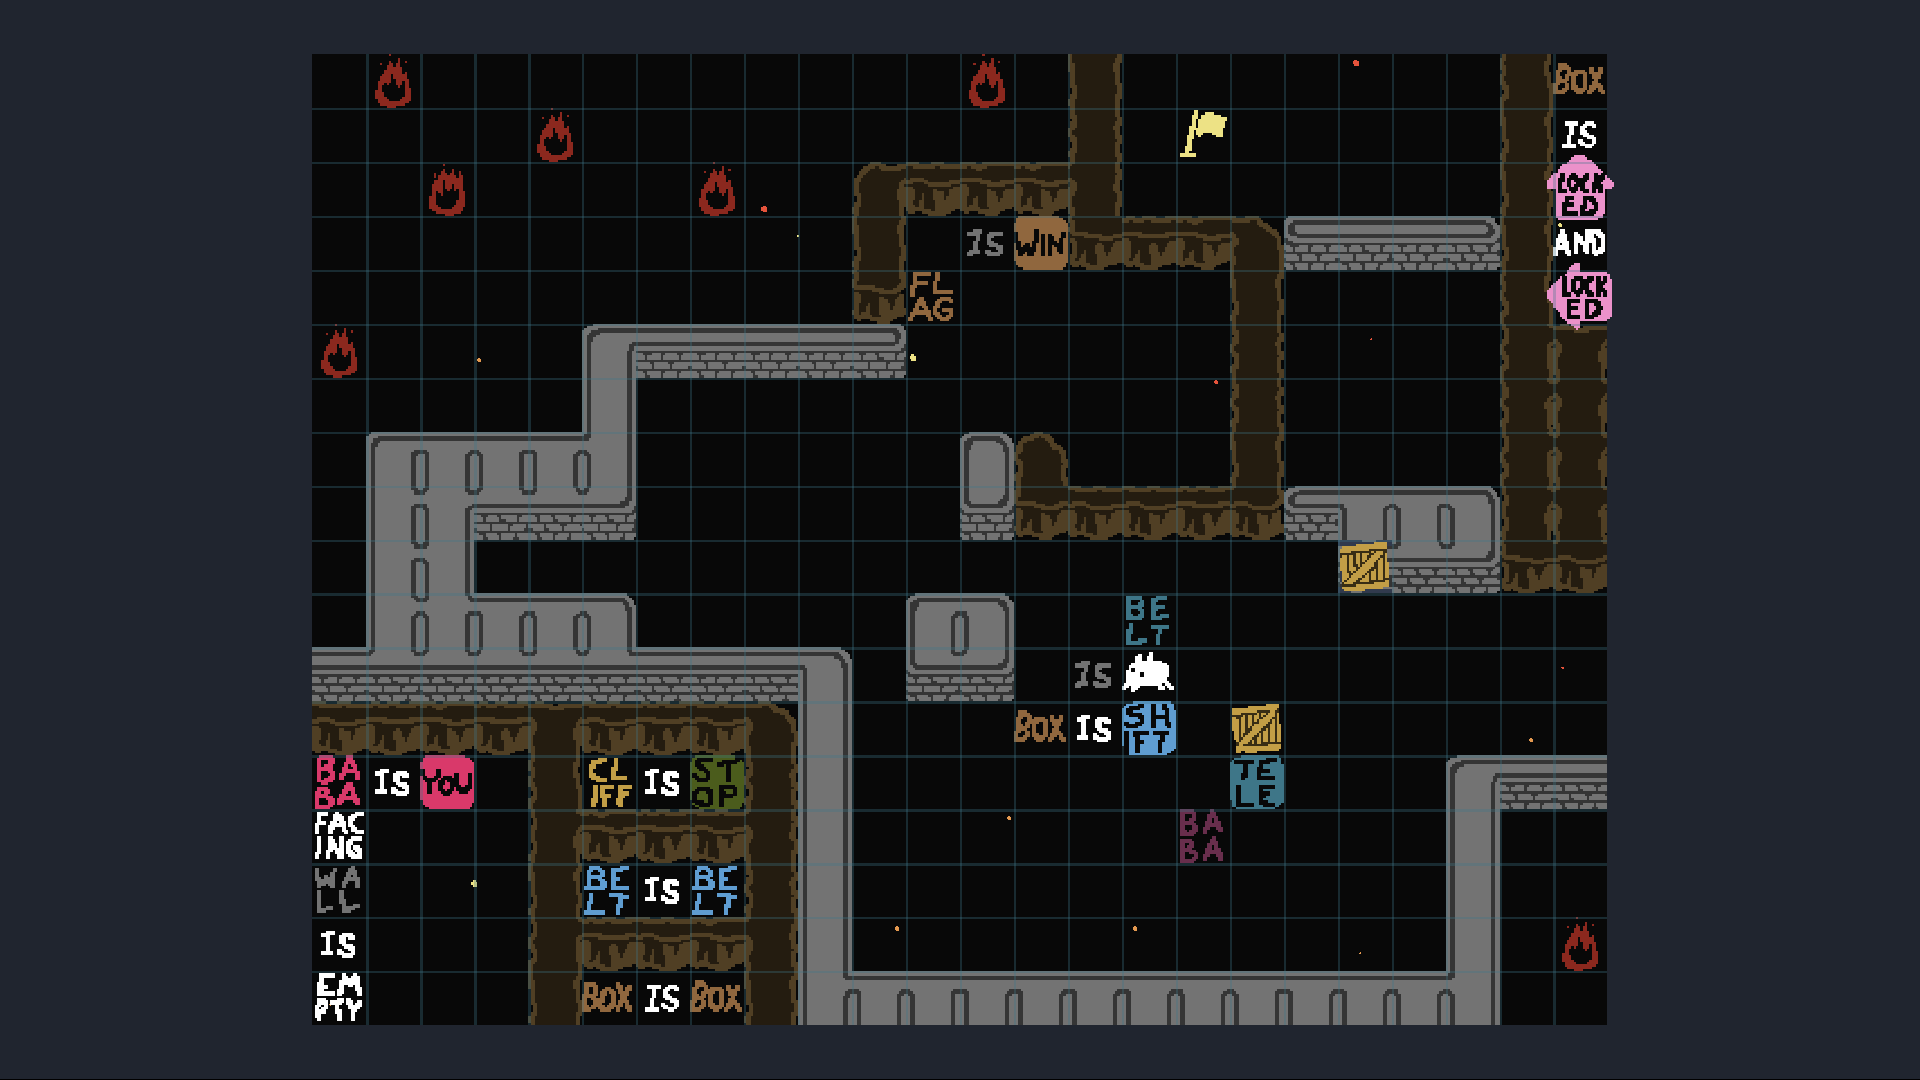 BOX
IS
LOCKED
IS WIN AND
FLAG LOCKED
BELT
IS
BOX IS SHFT
BABA IS YOU CLIFF IS STOP TELE
FACING BABA
WALL BELT IS BELT
IS
EMPTY BOX IS BOX